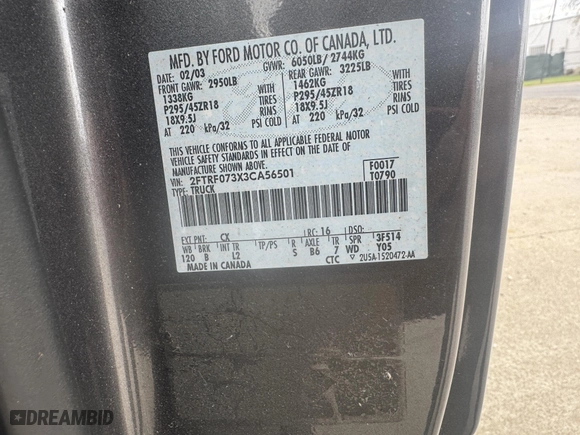 MFD. BY FORD MOTOR CO. OF CANADA, LTD.
DATE: 02/03 GVWR: 6050LB/ 2744KG
FRONT GAWR: 2950LB REAR GAWR: 3225LB
1338KG WITH 1462KG WITH
P295/45ZR18 TIRES P295/45ZR18 TIRES
18X9.5J RIMS 18X9.5J RIMS
AT 220 kPa/32 PSI COLD AT 220 kPa/32 PSI COLD
THIS VEHICLE CONFORMS TO ALL APPLICABLE FEDERAL MOTOR
VEHICLE SAFETY STANDARDS IN EFFECT ON THE DATE OF
MANUFACTURE SHOWN ABOVE.
VIN: 2FTRF073X3CA56501 F0017
TYPE: TRUCK T0790
EXT PNT: CK RC: 16 DSO:
WB BRK INT TR TP/PS R AXLE TR SPR 3F514
120 B L2 S B6 7 WD Y05
MADE IN CANADA CTC 2U5A-1520472-AA
DREAMBID